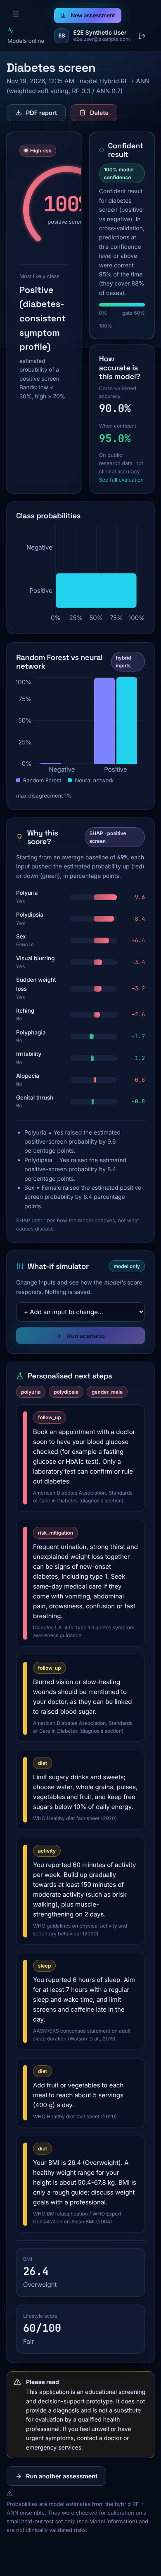 New assessment
Models online
ES
E2E Synthetic User
e2e.user@example.com
Diabetes screen
Nov 19, 2026, 12:15 AM · model Hybrid RF + ANN
(weighted soft voting, RF 0.3 / ANN 0.7)
PDF report
Delete
High risk
100%
positive screen
Most likely class
Positive
(diabetes-
consistent
symptom
profile)
estimated
probability of a
positive screen.
Bands: low <
30%, high ≥ 70%.
Confident
result
100% model
confidence
Confident result for
diabetes screen
(positive vs
negative). In cross-
validation,
predictions at this
confidence level or
above were correct
95% of the time
(they cover 88%
of cases).
0%
gate 60%
100%
How
accurate is
this model?
Cross-validated
accuracy
90.0%
When confident
95.0%
On public
research data, not
clinical accuracy.
See full evaluation
Class probabilities
Negative
Positive
0%
25%
50%
75%
100%
Random Forest vs neural
network
hybrid
inputs
100%
75%
50%
25%
0%
Negative
Positive
Random Forest
Neural network
max disagreement 1%
Why this
score?
SHAP · positive
screen
Starting from an average baseline of 69%, each
input pushed the estimated probability up (red)
or down (green), in percentage points.
Polyuria
Yes
+9.6
Polydipsia
Yes
+8.4
Sex
Female
+6.4
Visual blurring
Yes
+3.4
Sudden weight
loss
Yes
+3.2
Itching
No
+2.6
Polyphagia
No
-1.7
Irritability
No
-1.2
Alopecia
No
+0.8
Genital thrush
No
-0.8
Polyuria = Yes raised the estimated
positive-screen probability by 9.6
percentage points.
Polydipsia = Yes raised the estimated
positive-screen probability by 8.4
percentage points.
Sex = Female raised the estimated positive-
screen probability by 6.4 percentage
points.
SHAP describes how the model behaves, not what
causes disease.
What-if simulator
model only
Change inputs and see how the model's score
responds. Nothing is saved.
+ Add an input to change...
Run scenario
Personalised next steps
polyuria
polydipsia
gender_male
follow_up
Book an appointment with a doctor
soon to have your blood glucose
checked (for example a fasting
glucose or HbA1c test). Only a
laboratory test can confirm or rule
out diabetes.
American Diabetes Association, Standards
of Care in Diabetes (diagnosis section)
risk_mitigation
Frequent urination, strong thirst and
unexplained weight loss together
can be signs of new-onset
diabetes, including type 1. Seek
same-day medical care if they
come with vomiting, abdominal
pain, drowsiness, confusion or fast
breathing.
Diabetes UK '4Ts' type 1 diabetes symptom
awareness guidance
follow_up
Blurred vision or slow-healing
wounds should be mentioned to
your doctor, as they can be linked
to raised blood sugar.
American Diabetes Association, Standards
of Care in Diabetes (diagnosis section)
diet
Limit sugary drinks and sweets;
choose water, whole grains, pulses,
vegetables and fruit, and keep free
sugars below 10% of daily energy.
WHO Healthy diet fact sheet (2020)
activity
You reported 60 minutes of activity
per week. Build up gradually
towards at least 150 minutes of
moderate activity (such as brisk
walking), plus muscle-
strengthening on 2 days.
WHO guidelines on physical activity and
sedentary behaviour (2020)
sleep
You reported 6 hours of sleep. Aim
for at least 7 hours with a regular
sleep and wake time, and limit
screens and caffeine late in the
day.
AASM/SRS consensus statement on adult
sleep duration (Watson et al., 2015)
diet
Add fruit or vegetables to each
meal to reach about 5 servings
(400 g) a day.
WHO Healthy diet fact sheet (2020)
diet
Your BMI is 26.4 (Overweight). A
healthy weight range for your
height is about 50.4-67.8 kg. BMI is
only a rough guide; discuss weight
goals with a professional.
WHO BMI classification / WHO Expert
Consultation on Asian BMI (2004)
BMI
26.4
Overweight
Lifestyle score
60/100
Fair
Please read
This application is an educational screening
and decision-support prototype. It does not
provide a diagnosis and is not a substitute
for evaluation by a qualified health
professional. If you feel unwell or have
urgent symptoms, contact a doctor or
emergency services.
Run another assessment
Probabilities are model estimates from the hybrid RF +
ANN ensemble. They were checked for calibration on a
small held-out test set only (see Model information) and
are not clinically validated risks.